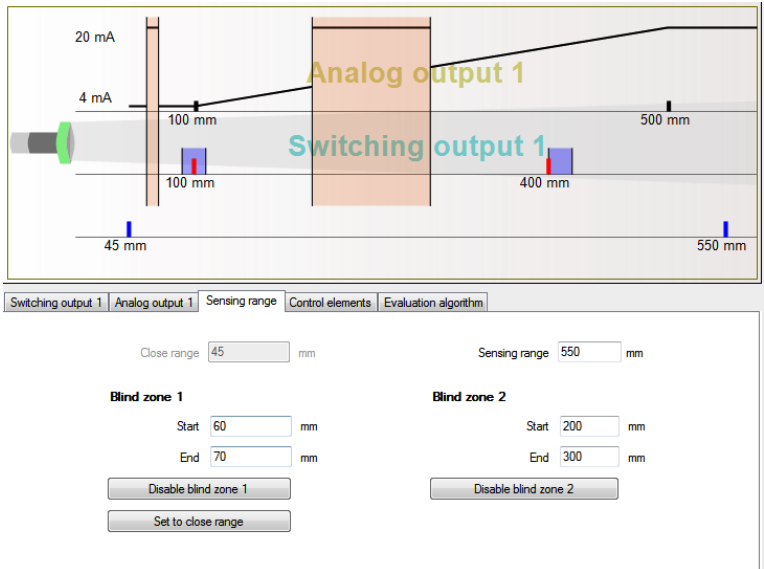 20 mA
Analog output 1
4 mA
100 mm 500 mm
Switching output 1
100 mm 400 mm
45 mm 550 mm
Switching output 1 Analog output 1 Sensing range Control elements Evaluation algorithm
Close range 45 mm Sensing range 550 mm
Blind zone 1 Blind zone 2
Start 60 mm Start 200 mm
End 70 mm End 300 mm
Disable blind zone 1 Disable blind zone 2
Set to close range